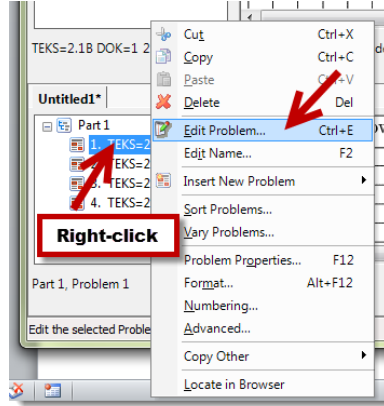 TEKS=2.1B DOK=1 2
Untitled1*
Part 1
1. TEKS=2
TEKS=2
3. TEKS=2
4. TEKS=2
Right-click
Part 1, Problem 1
Edit the selected Proble
Cut Ctrl+X
Copy Ctrl+C
Paste Ctrl+V
Delete Del
Edit Problem... Ctrl+E
Edit Name... F2
Insert New Problem
Sort Problems...
Vary Problems...
Problem Properties... F12
Format... Alt+F12
Numbering...
Advanced...
Copy Other
Locate in Browser